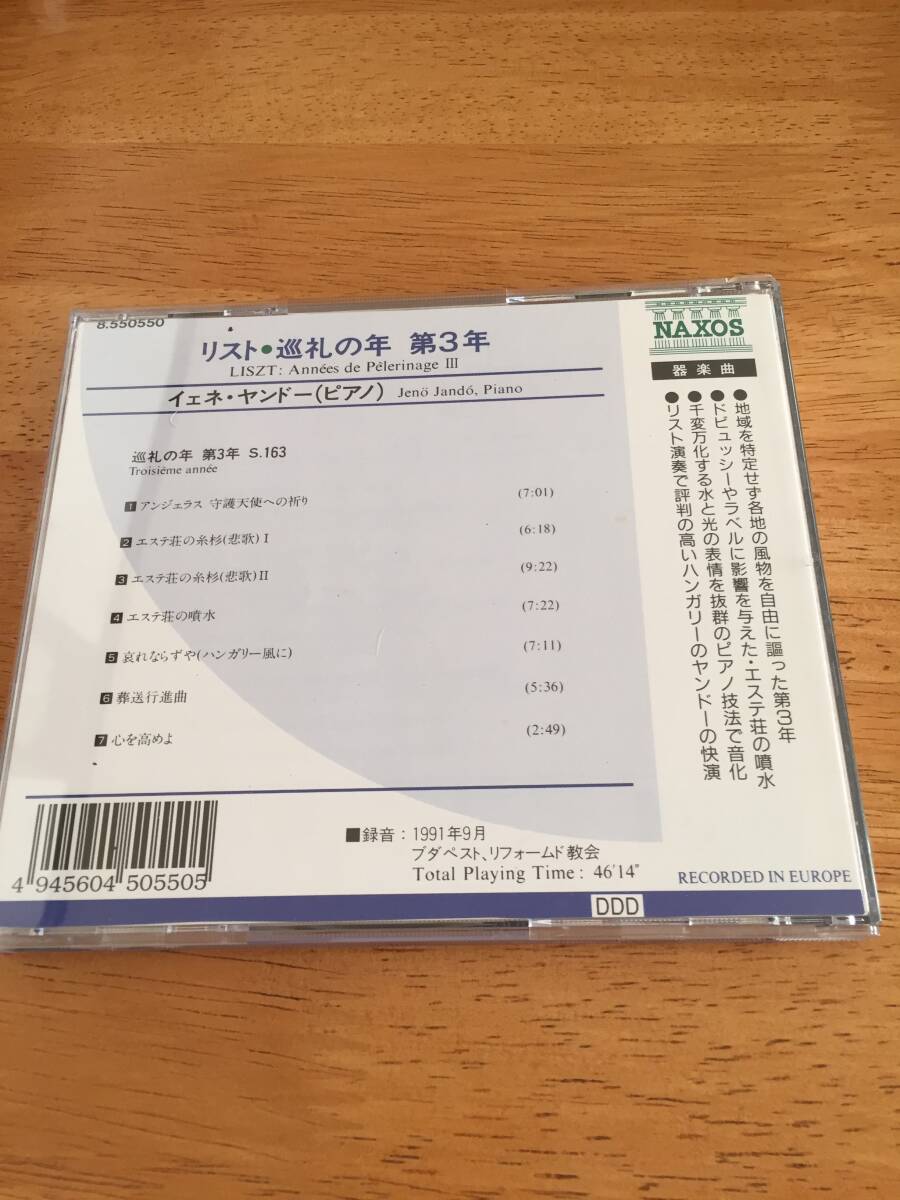 8.550550
リスト・巡礼の年 第3年
LISZT: Années de Pèlerinage III
イェネ・ヤンドー(ピアノ) Jenö Jandó, Piano
巡礼の年 第3年 S.163
Troisième année
1 アンジェラス 守護天使への祈り (7:01)
2 エステ荘の糸杉(悲歌)I (6:18)
3 エステ荘の糸杉(悲歌)II (9:22)
4 エステ荘の噴水 (7:22)
5 哀れならずや(ハンガリー風に) (7:11)
6 葬送行進曲 (5:36)
7 心を高めよ (2:49)
NAXOS
器楽曲
●地域を特定せず各地の風物を自由に謳った第3年
●ドビュッシーやラベルに影響を与えた・エステ荘の噴水
●千変万化する水と光の表情を抜群のピアノ技法で音化
●リスト演奏で評判の高いハンガリーのヤンドーの快演
4 945604 505505
■録音：1991年9月
ブダペスト、リフォームド教会
Total Playing Time: 46'14"
RECORDED IN EUROPE
DDD